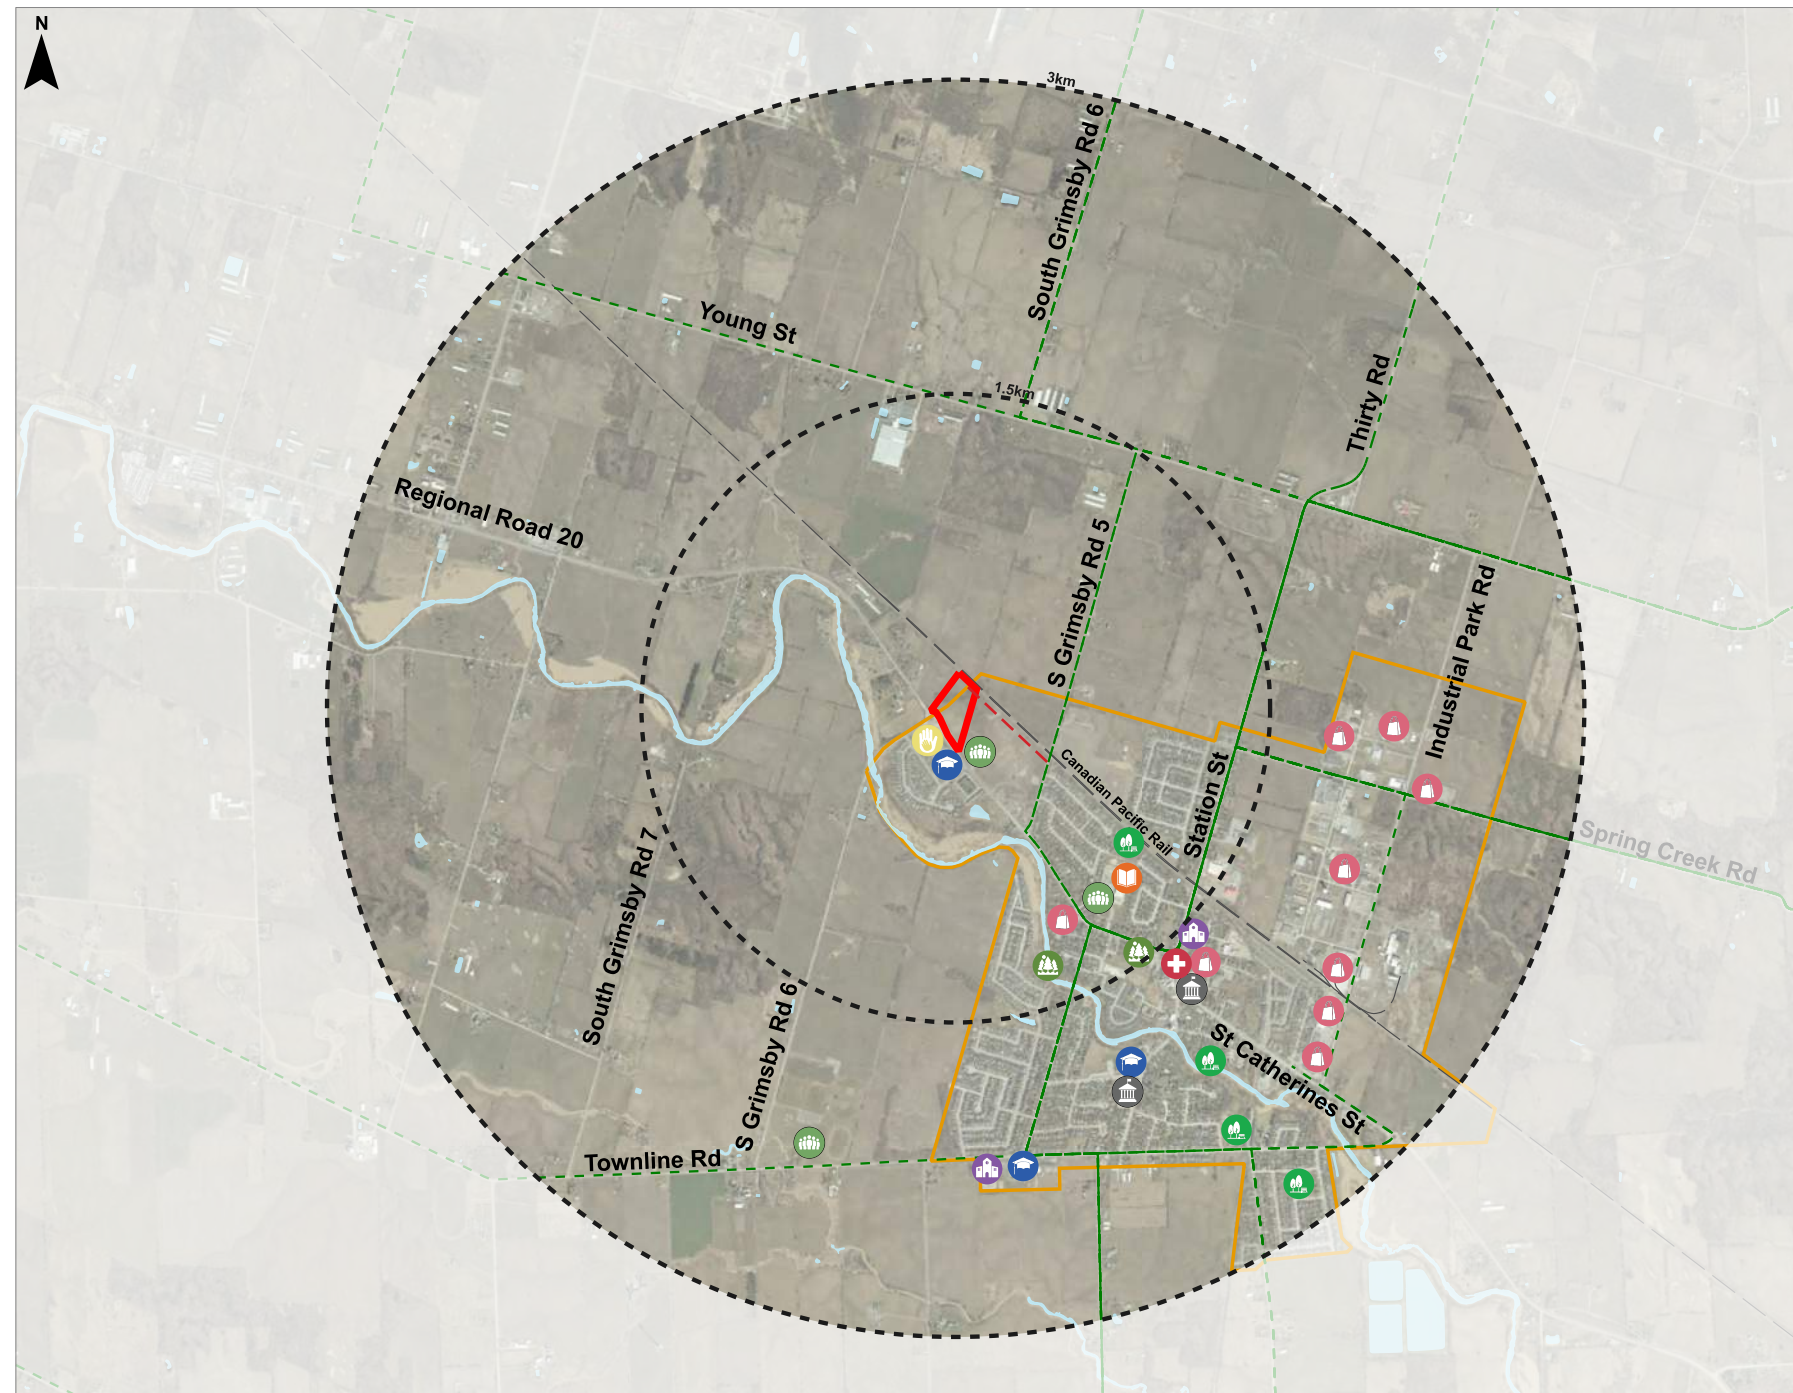 N
3km
South Grimsby Rd 6
Young St
1.5km
Thirty Rd
Regional Road 20
S Grimsby Rd 5
Industrial Park Rd
Canadian Pacific Rail
Station St
Spring Creek Rd
South Grimsby Rd 7
S Grimsby Rd 6
St Catherines St
Townline Rd